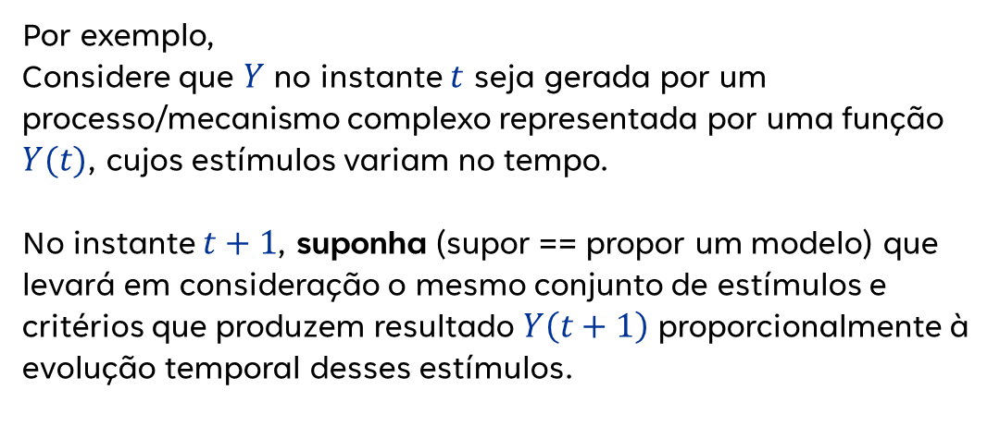 Por exemplo,
Considere que Y no instante t seja gerada por um
processo/mecanismo complexo representada por uma função
Y(t), cujos estímulos variam no tempo.
No instante t + 1, suponha (supor == propor um modelo) que
levará em consideração o mesmo conjunto de estímulos e
critérios que produzem resultado Y(t + 1) proporcionalmente à
evolução temporal desses estímulos.